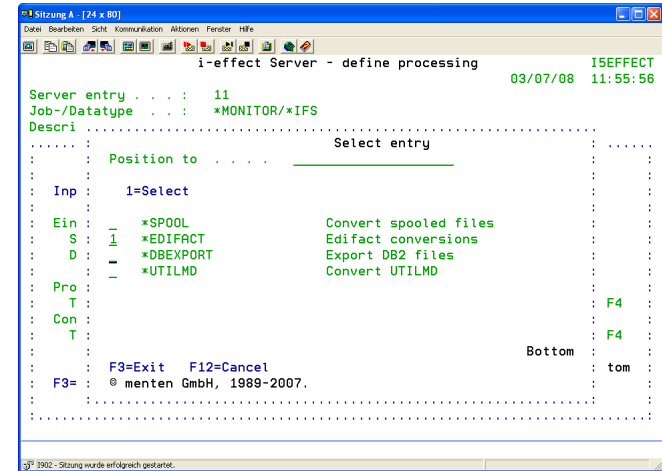 Sitzung A - [24 x 80]
Datei Bearbeiten Sicht Kommunikation Aktionen Fenster Hilfe
i-effect Server - define processing I5EFFECT
03/07/08 11:55:56
Server entry . . . : 11
Job-/Datatype . . : *MONITOR/*IFS
Descri ...............................................................
...... : Select entry : ......
: : Position to . . . . : :
: Inp : 1=Select : :
: Ein : _ *SPOOL Convert spooled files : :
: S : 1 *EDIFACT Edifact conversions : :
: D : _ *DBEXPORT Export DB2 files : :
: : _ *UTILMD Convert UTILMD : :
: Pro : : :
: T : : F4 :
: Con : : :
: T : : F4 :
: : Bottom : :
: : F3=Exit F12=Cancel : tom :
: F3= : © menten GmbH, 1989-2007. : :
: :...............................................................: :
:.........................................................................:
I902 - Sitzung wurde erfolgreich gestartet.